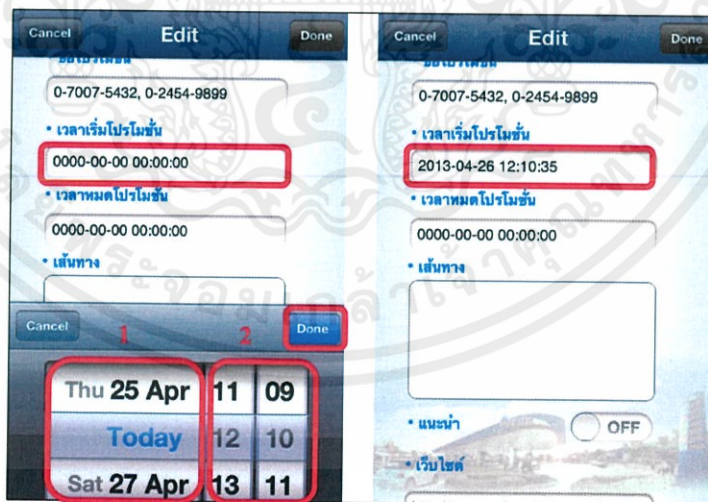 Cancel Edit Done
0-7007-5432, 0-2454-9899
• เวลาเริ่มโปรโมชั่น
0000-00-00 00:00:00
• เวลาหมดโปรโมชั่น
0000-00-00 00:00:00
• เส้นทาง
Cancel 1 2 Done
Thu 25 Apr 11 09
Today 12 10
Sat 27 Apr 13 11
Cancel Edit Done
0-7007-5432, 0-2454-9899
• เวลาเริ่มโปรโมชั่น
2013-04-26 12:10:35
• เวลาหมดโปรโมชั่น
0000-00-00 00:00:00
• เส้นทาง
• แนะนำ OFF
• เว็บไซต์